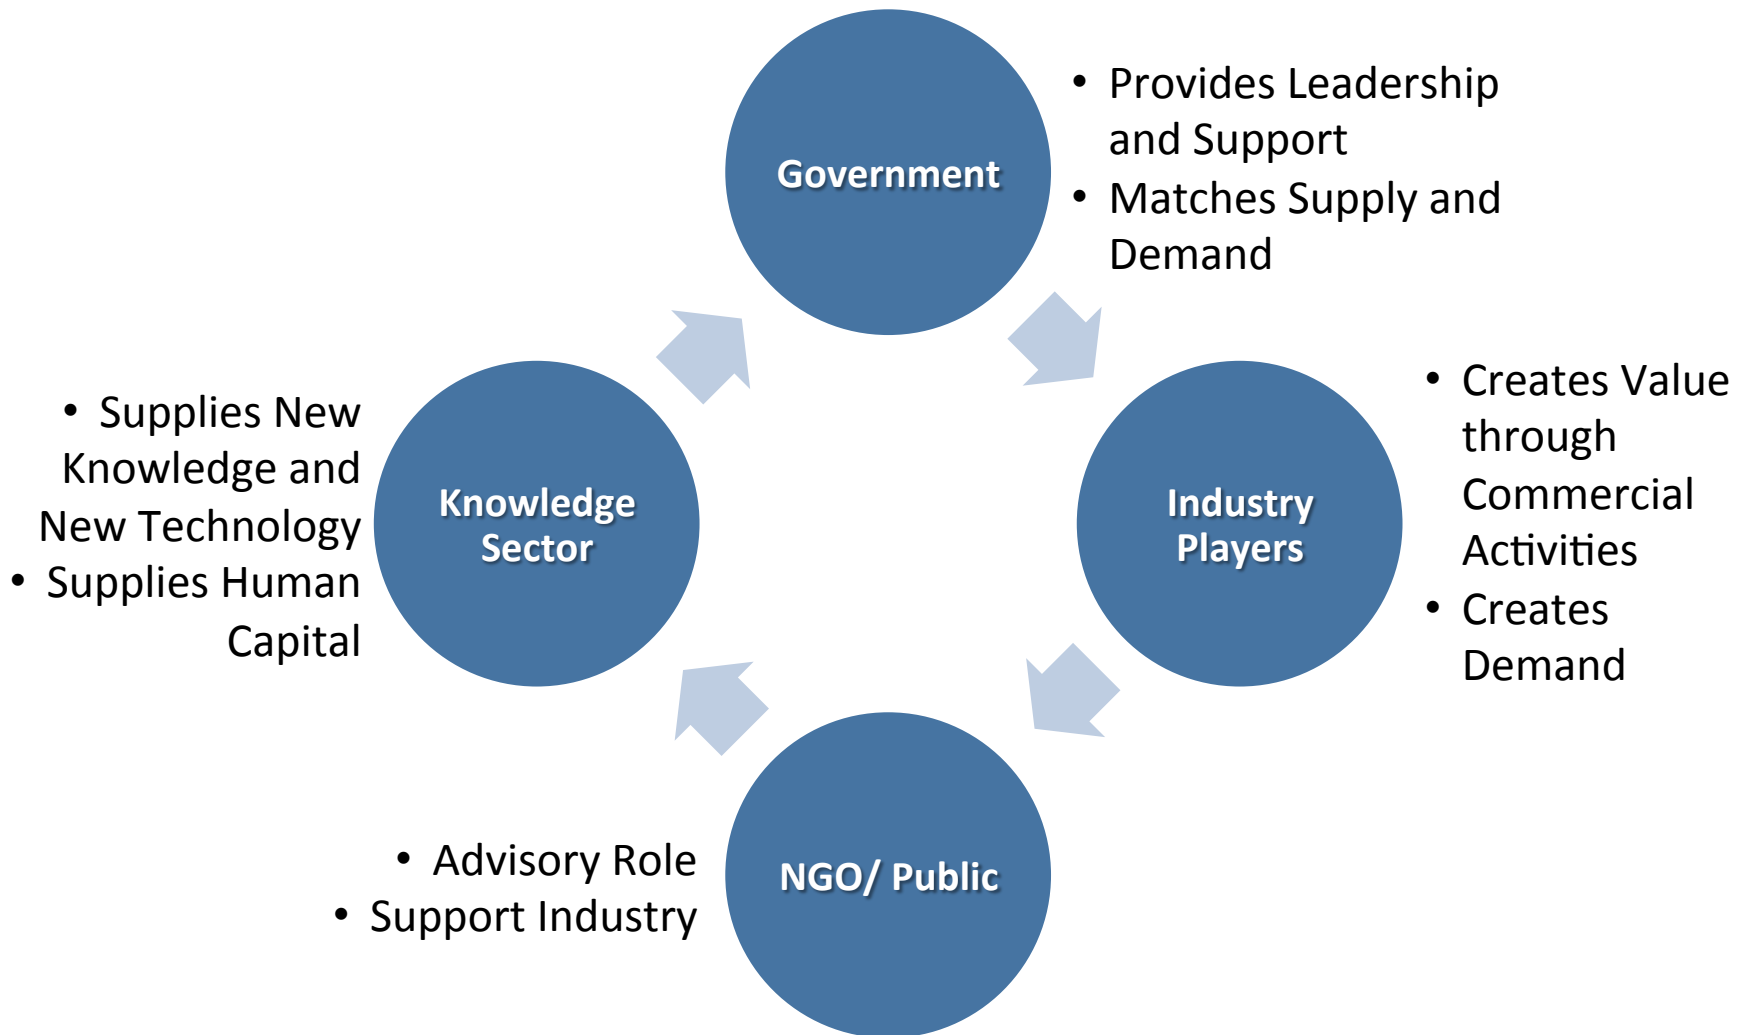 Government
• Provides Leadership
and Support
• Matches Supply and
Demand
• Supplies New
Knowledge and
New Technology
• Supplies Human
Capital
Knowledge
Sector
Industry
Players
• Creates Value
through
Commercial
Activities
• Creates
Demand
• Advisory Role
• Support Industry
NGO/ Public